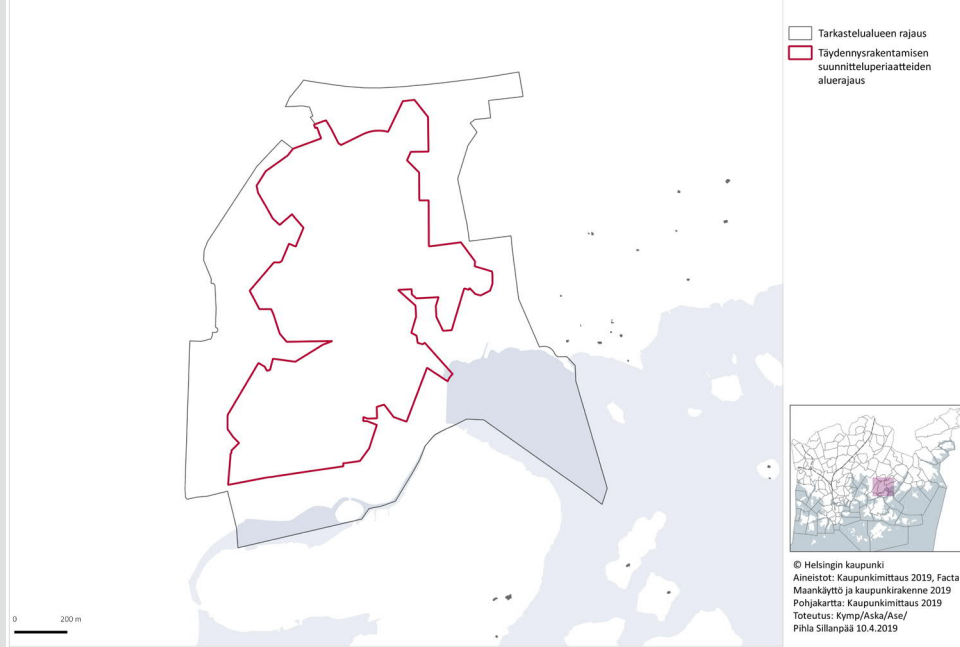 Tarkastelualueen rajaus
Täydennysrakentamisen
suunnitteluperiaatteiden
aluerajaus
0 200 m
© Helsingin kaupunki
Aineistot: Kaupunkimittaus 2019, Facta
Maankäyttö ja kaupunkirakenne 2019
Pohjakartta: Kaupunkimittaus 2019
Toteutus: Kymp/Aska/Ase/
Pihla Sillanpää 10.4.2019